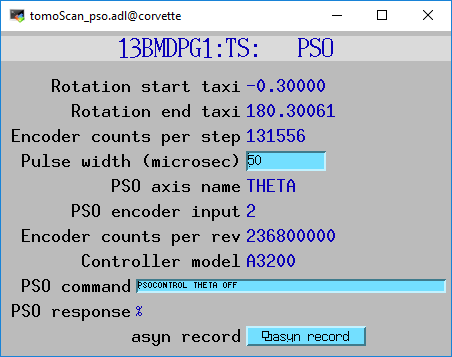 tomoScan_pso.adl@corvette
13BMDPG1:TS: PSO
Rotation start taxi -0.30000
Rotation end taxi 180.30061
Encoder counts per step 131556
Pulse width (microsec) 50
PSO axis name THETA
PSO encoder input 2
Encoder counts per rev 236800000
Controller model A3200
PSO command PSOCONTROL THETA OFF
PSO response %
asyn record asyn record